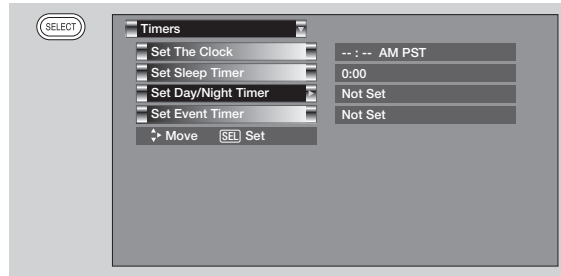 SELECT
Timers
Set The Clock -- : -- AM PST
Set Sleep Timer 0:00
Set Day/Night Timer Not Set
Set Event Timer Not Set
Move SEL Set